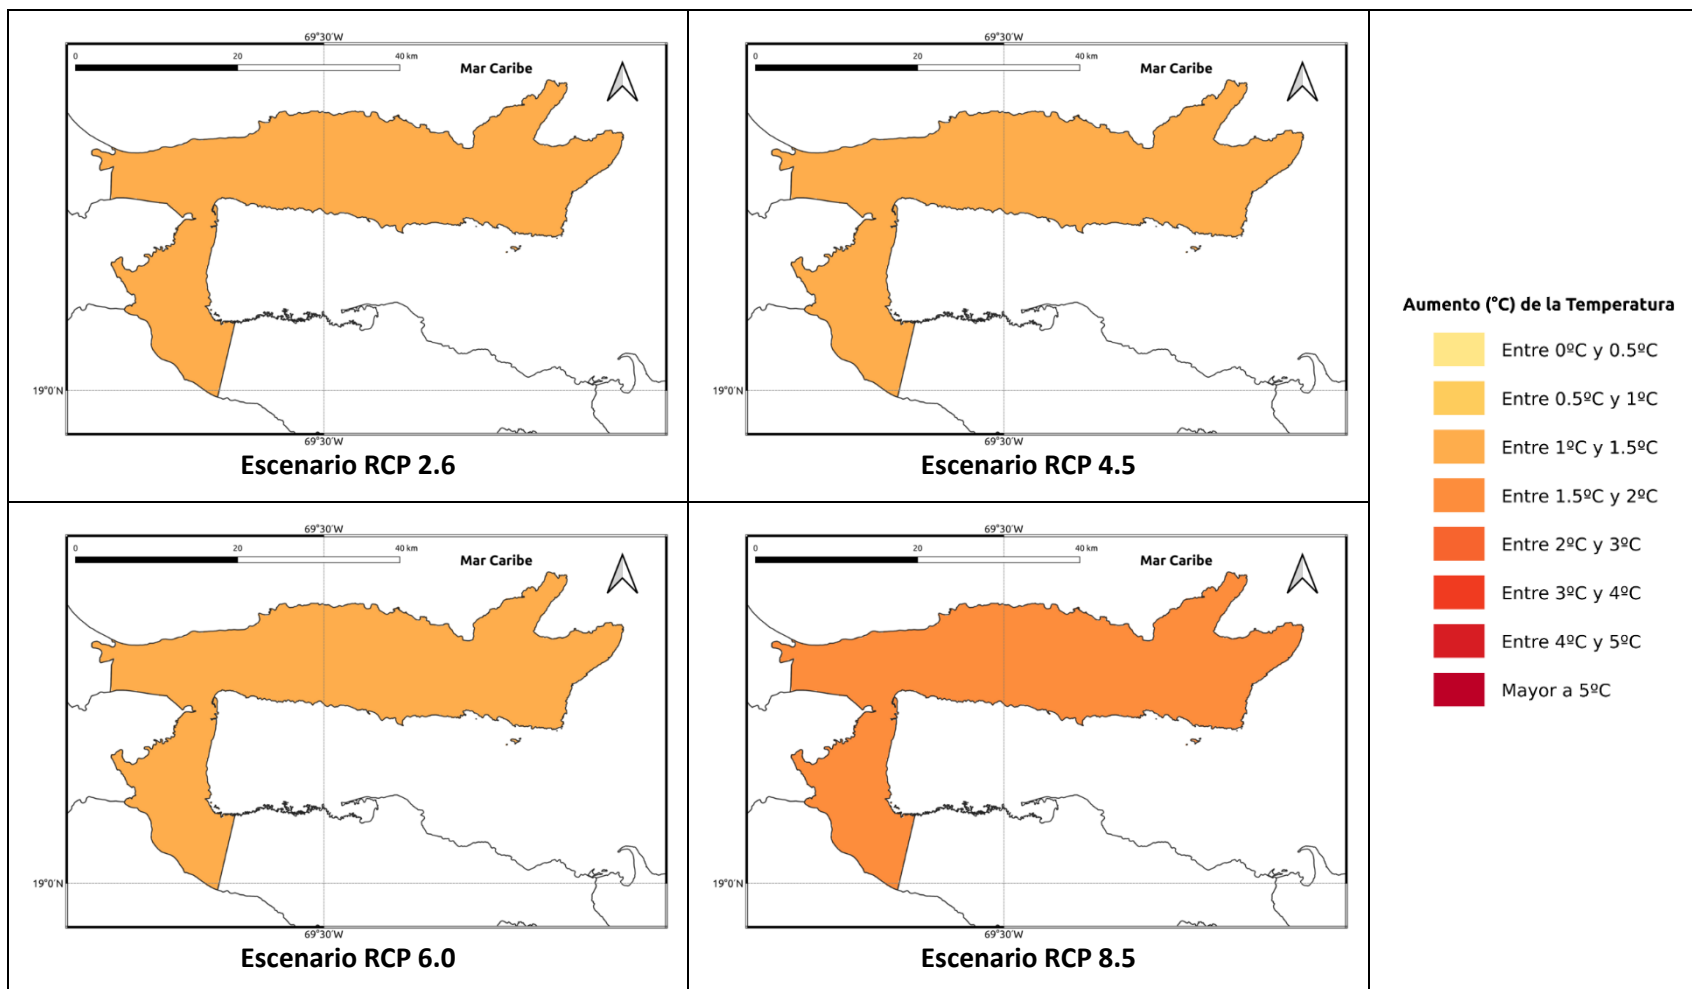 69°30'W
0 20 40 km
Mar Caribe
19°0'N
69°30'W
Escenario RCP 2.6
69°30'W
0 20 40 km
Mar Caribe
19°0'N
69°30'W
Escenario RCP 4.5
69°30'W
0 20 40 km
Mar Caribe
19°0'N
69°30'W
Escenario RCP 6.0
69°30'W
0 20 40 km
Mar Caribe
19°0'N
69°30'W
Escenario RCP 8.5
Aumento (°C) de la Temperatura
Entre 0ºC y 0.5ºC
Entre 0.5ºC y 1ºC
Entre 1ºC y 1.5ºC
Entre 1.5ºC y 2ºC
Entre 2ºC y 3ºC
Entre 3ºC y 4ºC
Entre 4ºC y 5ºC
Mayor a 5ºC